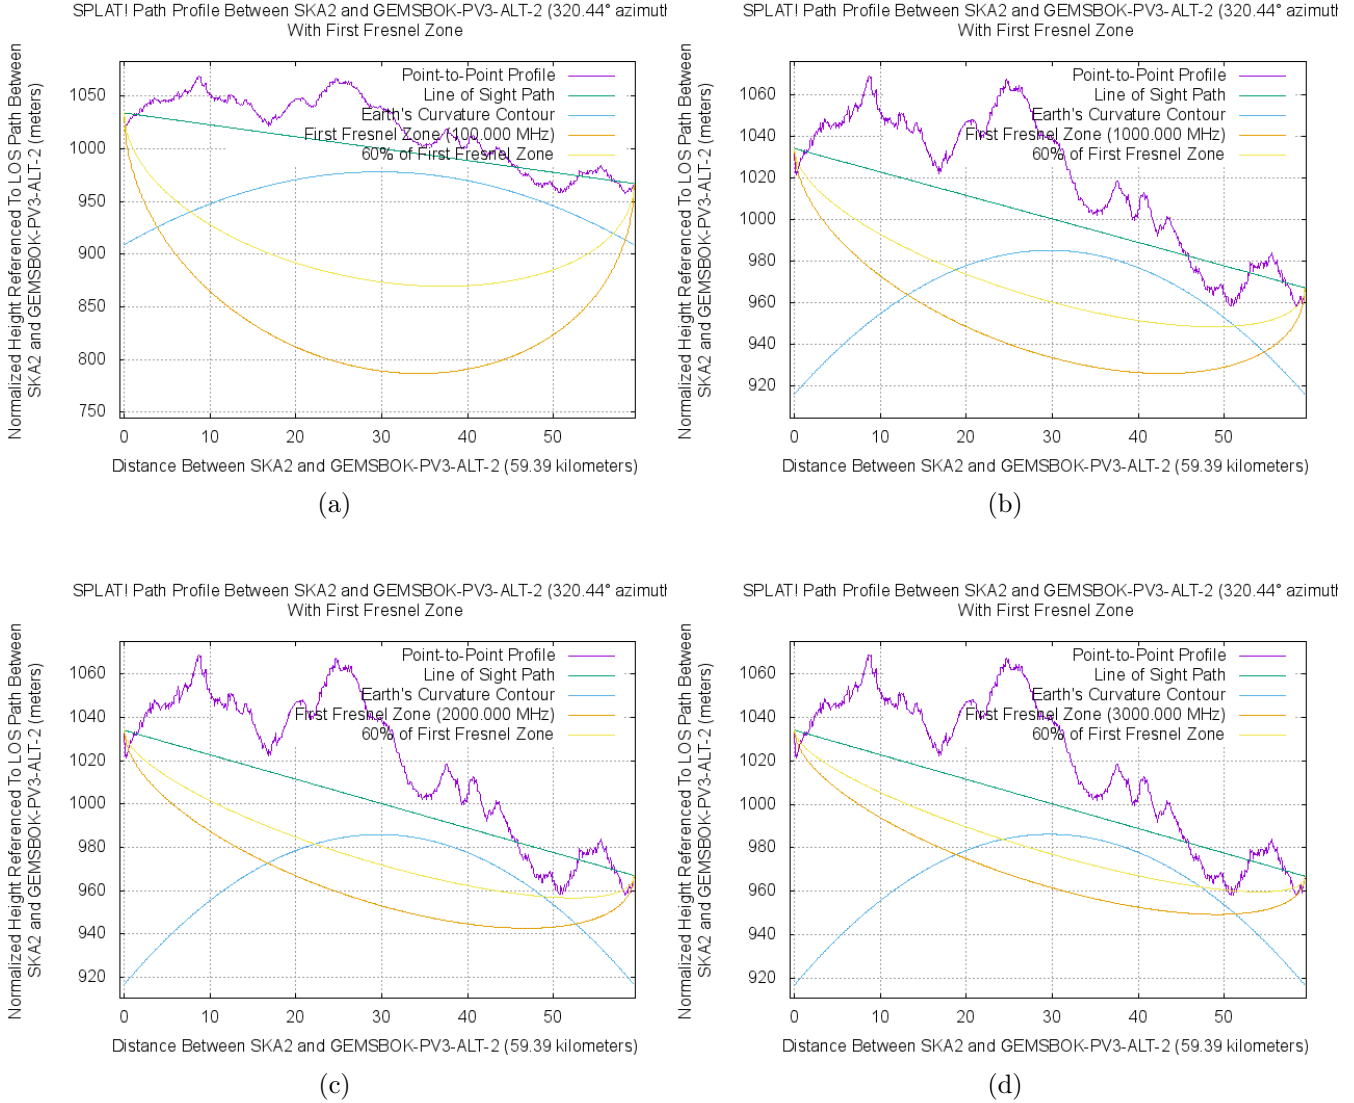 SPLAT! Path Profile Between SKA2 and GEMSBOK-PV3-ALT-2 (320.44° azimuth
With First Fresnel Zone
Normalized Height Referenced To LOS Path Between
SKA2 and GEMSBOK-PV3-ALT-2 (meters)
Point-to-Point Profile
Line of Sight Path
Earth's Curvature Contour
First Fresnel Zone (100.000 MHz)
60% of First Fresnel Zone
1050
1000
950
900
850
800
750
0 10 20 30 40 50
Distance Between SKA2 and GEMSBOK-PV3-ALT-2 (59.39 kilometers)
(a)
SPLAT! Path Profile Between SKA2 and GEMSBOK-PV3-ALT-2 (320.44° azimuth
With First Fresnel Zone
Normalized Height Referenced To LOS Path Between
SKA2 and GEMSBOK-PV3-ALT-2 (meters)
Point-to-Point Profile
Line of Sight Path
Earth's Curvature Contour
First Fresnel Zone (1000.000 MHz)
60% of First Fresnel Zone
1060
1040
1020
1000
980
960
940
920
0 10 20 30 40 50
Distance Between SKA2 and GEMSBOK-PV3-ALT-2 (59.39 kilometers)
(b)
SPLAT! Path Profile Between SKA2 and GEMSBOK-PV3-ALT-2 (320.44° azimuth
With First Fresnel Zone
Normalized Height Referenced To LOS Path Between
SKA2 and GEMSBOK-PV3-ALT-2 (meters)
Point-to-Point Profile
Line of Sight Path
Earth's Curvature Contour
First Fresnel Zone (2000.000 MHz)
60% of First Fresnel Zone
1060
1040
1020
1000
980
960
940
920
0 10 20 30 40 50
Distance Between SKA2 and GEMSBOK-PV3-ALT-2 (59.39 kilometers)
(c)
SPLAT! Path Profile Between SKA2 and GEMSBOK-PV3-ALT-2 (320.44° azimuth
With First Fresnel Zone
Normalized Height Referenced To LOS Path Between
SKA2 and GEMSBOK-PV3-ALT-2 (meters)
Point-to-Point Profile
Line of Sight Path
Earth's Curvature Contour
First Fresnel Zone (3000.000 MHz)
60% of First Fresnel Zone
1060
1040
1020
1000
980
960
940
920
0 10 20 30 40 50
Distance Between SKA2 and GEMSBOK-PV3-ALT-2 (59.39 kilometers)
(d)